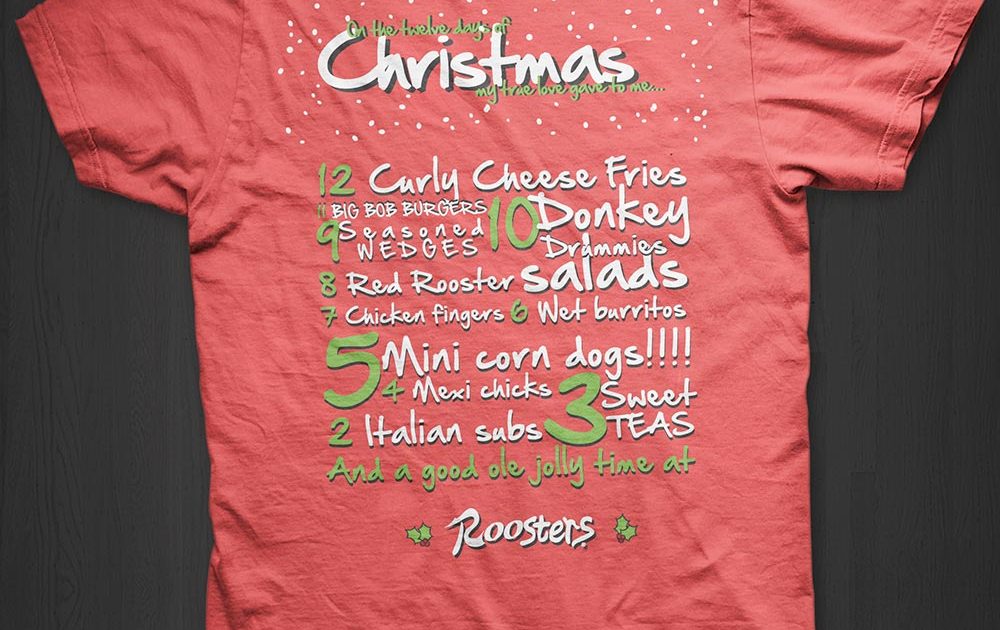 On the twelve days of
Christmas
my true love gave to me...
12 Curly Cheese Fries
11 BIG BOB BURGERS
10 Donkey
Drummies
9 Seasoned
WEDGES
8 Red Rooster salads
7 Chicken fingers 6 Wet burritos
5 Mini corn dogs!!!!
4 Mexi chicks
3 Sweet
TEAS
2 Italian subs
And a good ole jolly time at
Roosters